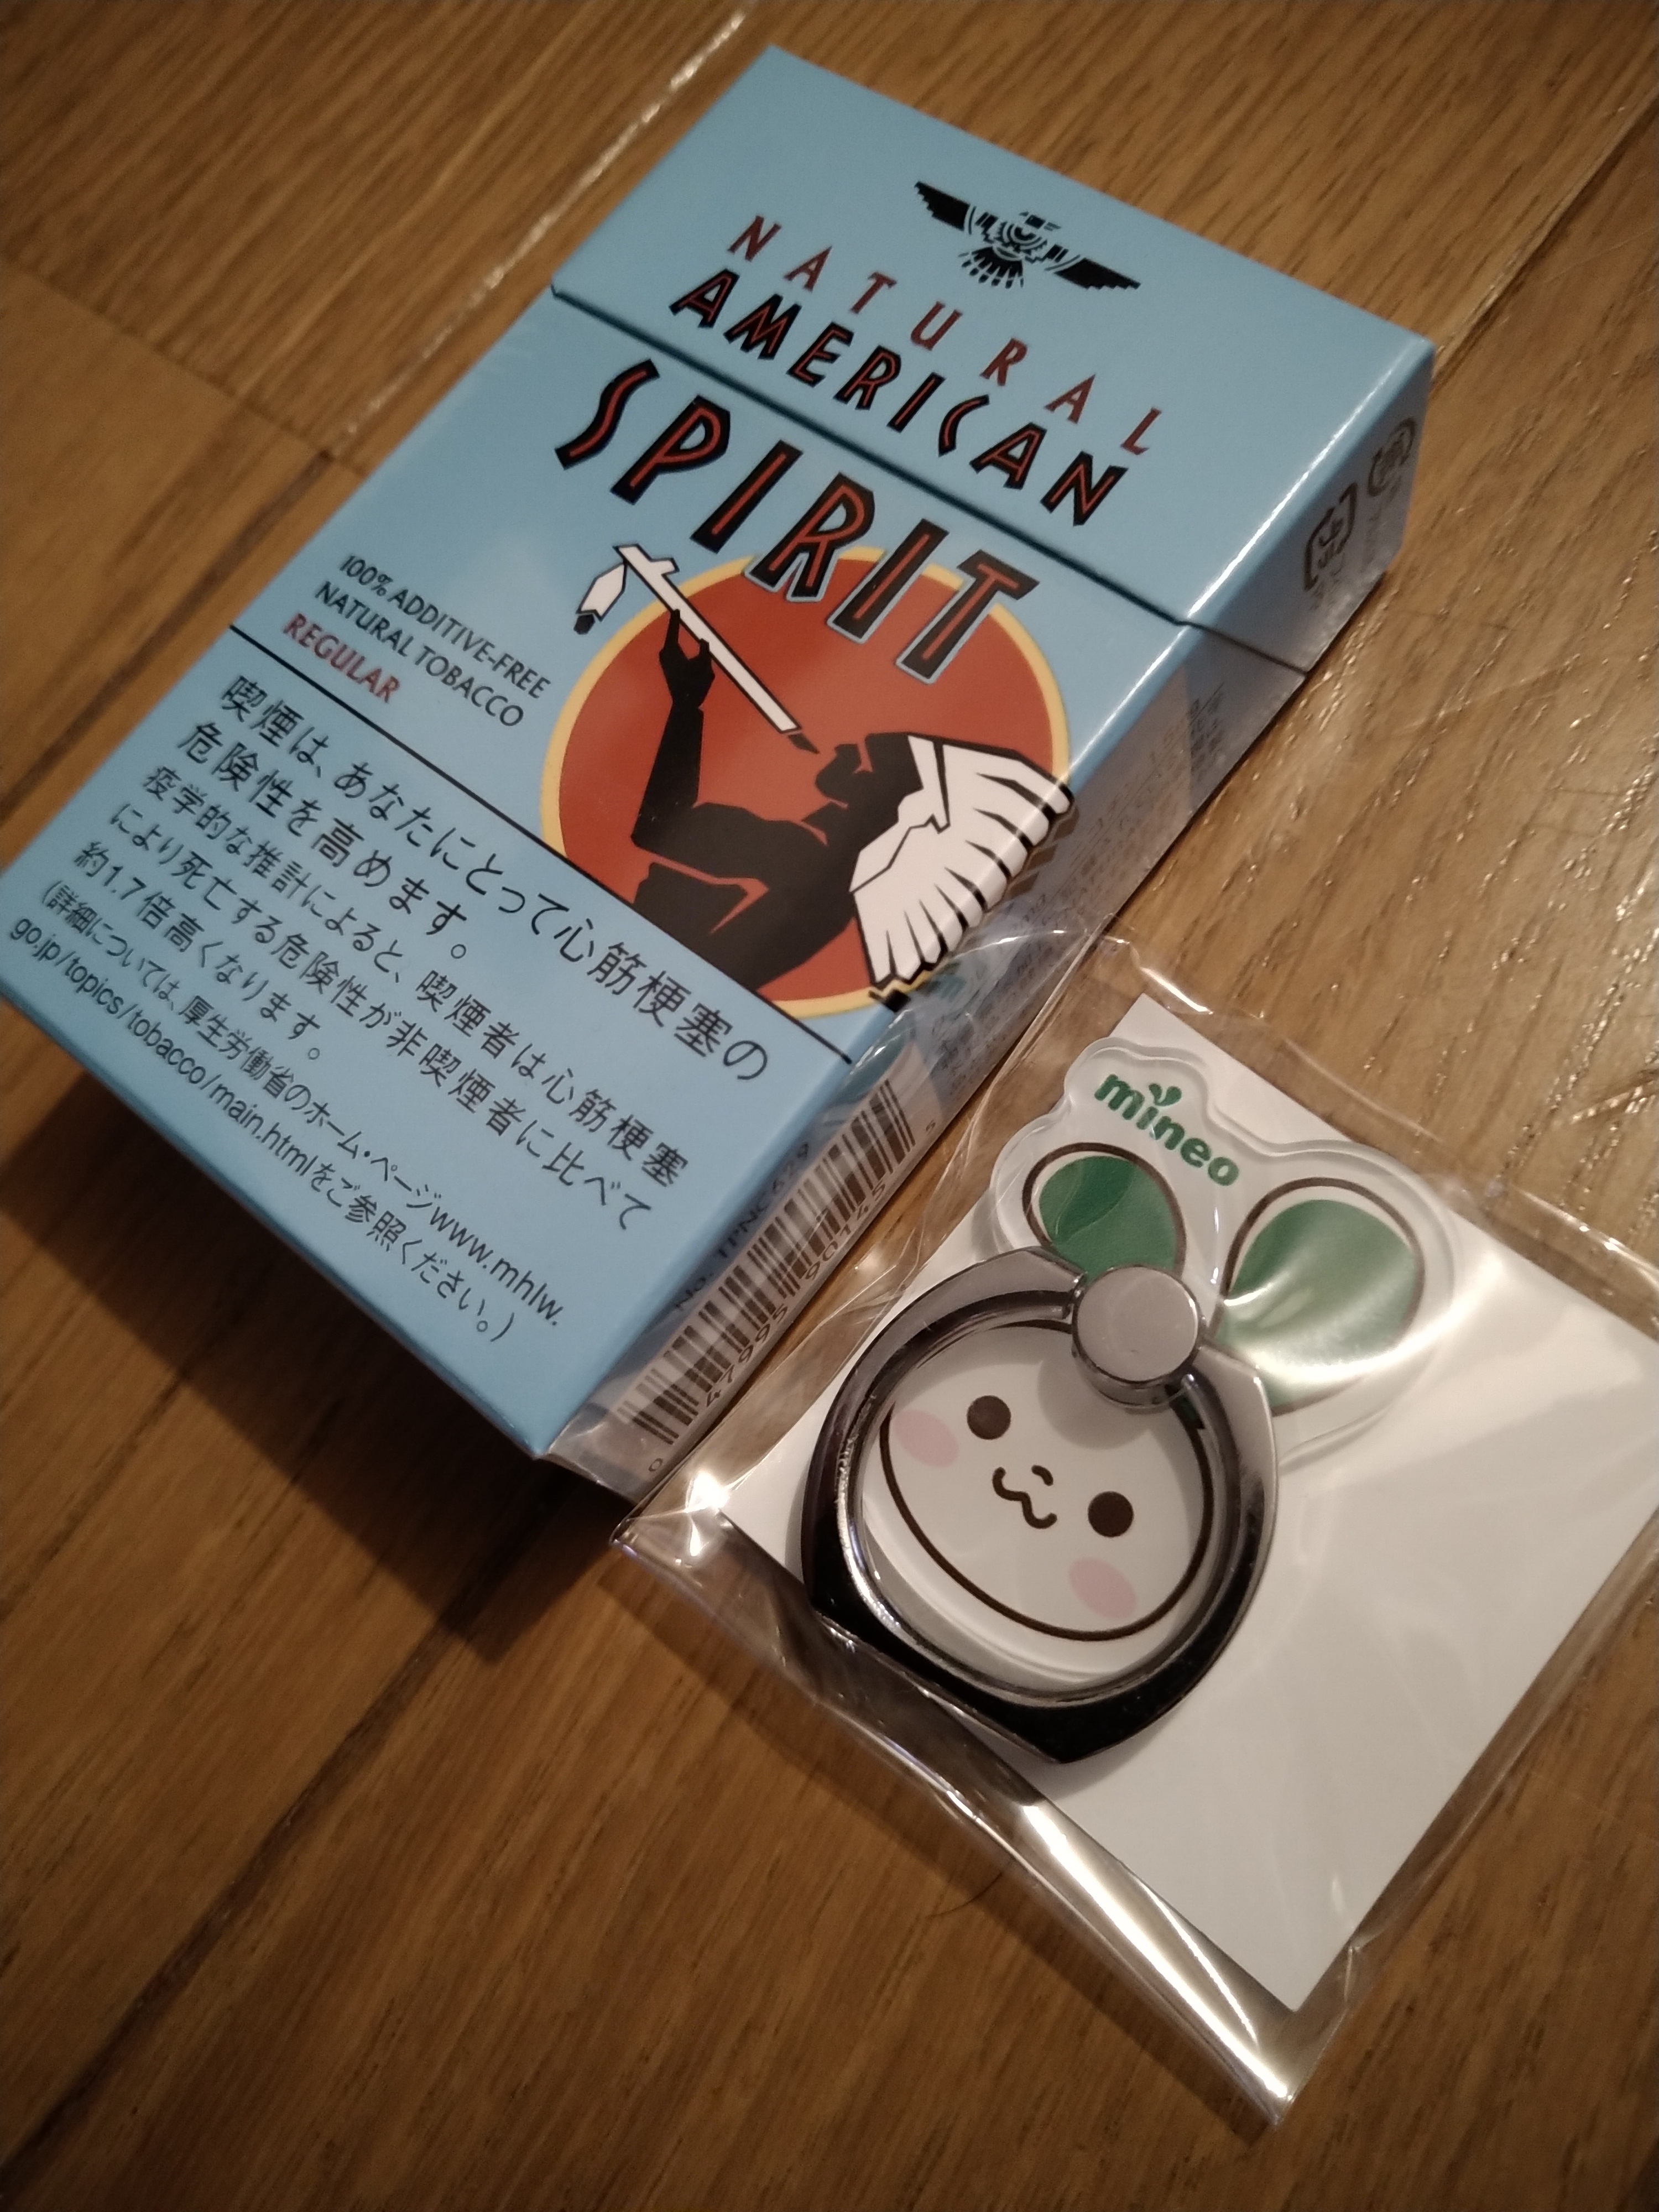 NATURAL
AMERICAN
SPIRIT
100% ADDITIVE-FREE
NATURAL TOBACCO
REGULAR
喫煙は、あなたにとって心筋梗塞の
危険性を高めます。
疫学的な推計によると、喫煙者は心筋梗塞
により死亡する危険性が非喫煙者に比べて
約1.7倍高くなります。
(詳細については、厚生労働省のホーム・ページwww.mhlw.
go.jp/topics/tobacco/main.htmlをご参照ください。)
mineo